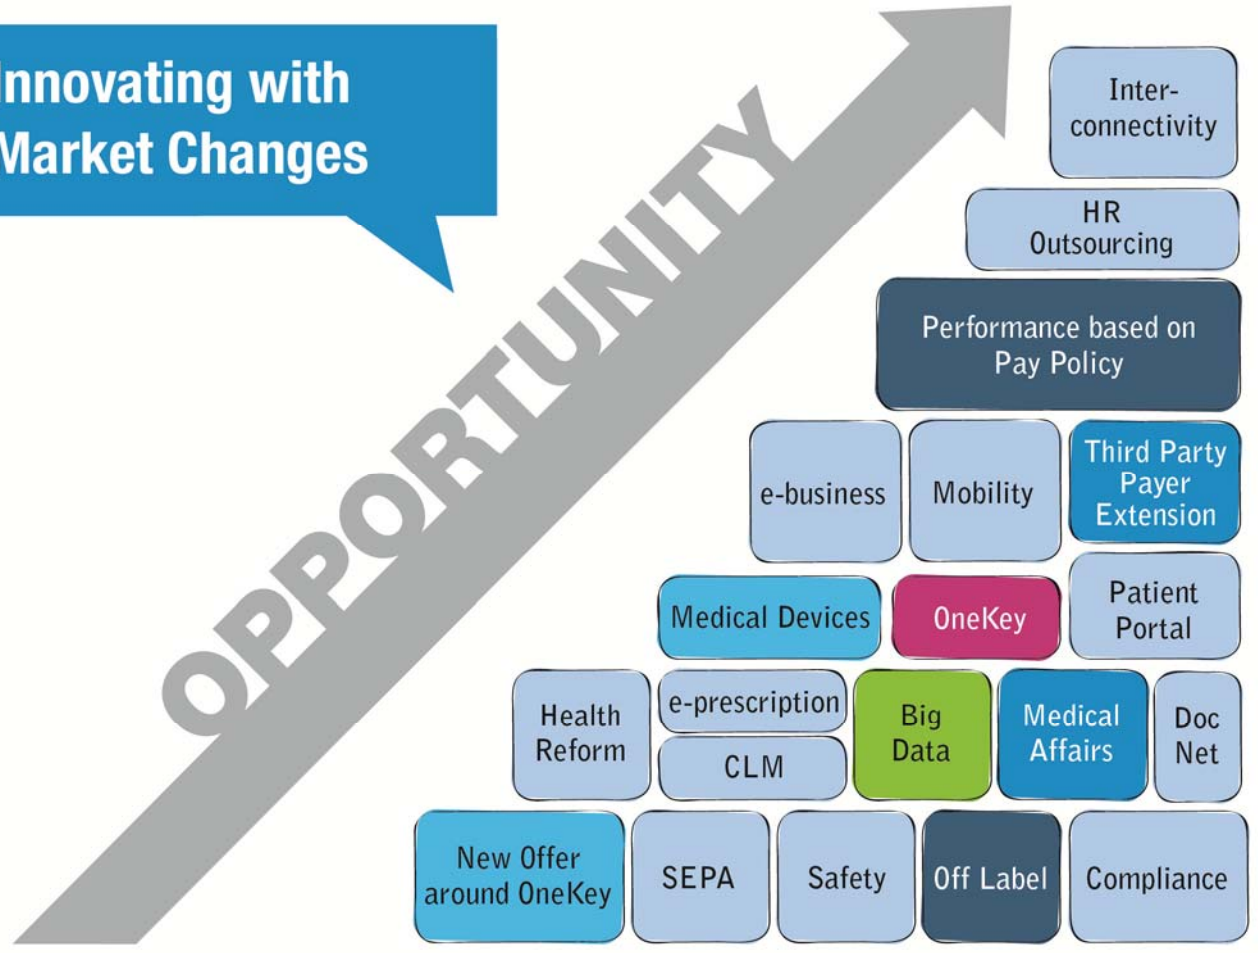 Innovating with
Market Changes
OPPORTUNITY
Inter-
connectivity
HR
Outsourcing
Performance based on
Pay Policy
e-business
Mobility
Third Party
Payer
Extension
Medical Devices
OneKey
Patient
Portal
Health
Reform
e-prescription
CLM
Big
Data
Medical
Affairs
Doc
Net
New Offer
around OneKey
SEPA
Safety
Off Label
Compliance